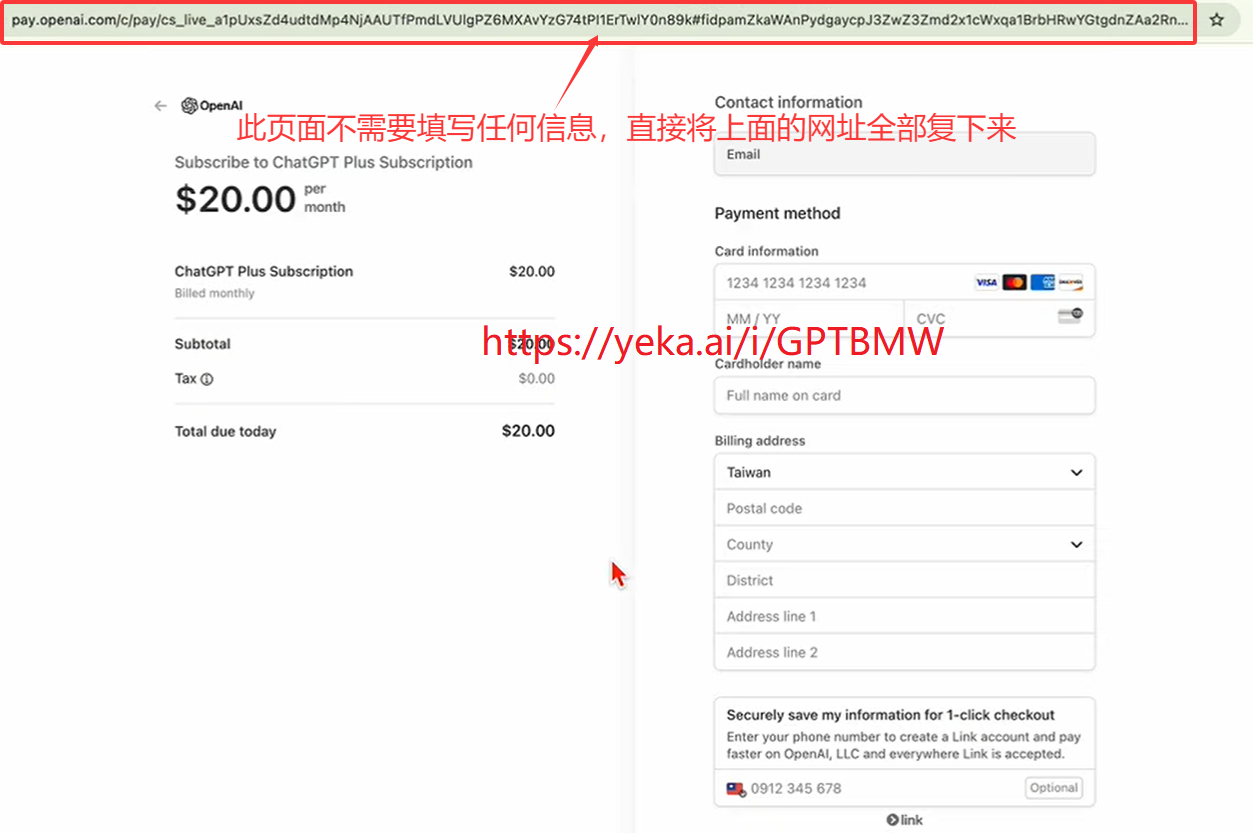 pay.openai.com/c/pay/cs_live_a1pUxsZd4udtdMp4NjAAUTfPmdLVUlgPZ6MXAvYzG74tPI1ErTwlY0n89k#fidpamZkaWAnPydgaycpJ3ZwZ3Zmd2x1cWxqa1BrbHRwYGtgdnZAa2Rn...
OpenAI
此页面不需要填写任何信息，直接将上面的网址全部复下来
Subscribe to ChatGPT Plus Subscription
$20.00 per month
ChatGPT Plus Subscription $20.00
Billed monthly
Subtotal $20.00
Tax $0.00
Total due today $20.00
https://yeka.ai/i/GPTBMW
Contact information
Email
Payment method
Card information
1234 1234 1234 1234 VISA
MM / YY CVC
Cardholder name
Full name on card
Billing address
Taiwan
Postal code
County
District
Address line 1
Address line 2
Securely save my information for 1-click checkout
Enter your phone number to create a Link account and pay
faster on OpenAI, LLC and everywhere Link is accepted.
0912 345 678 Optional
link